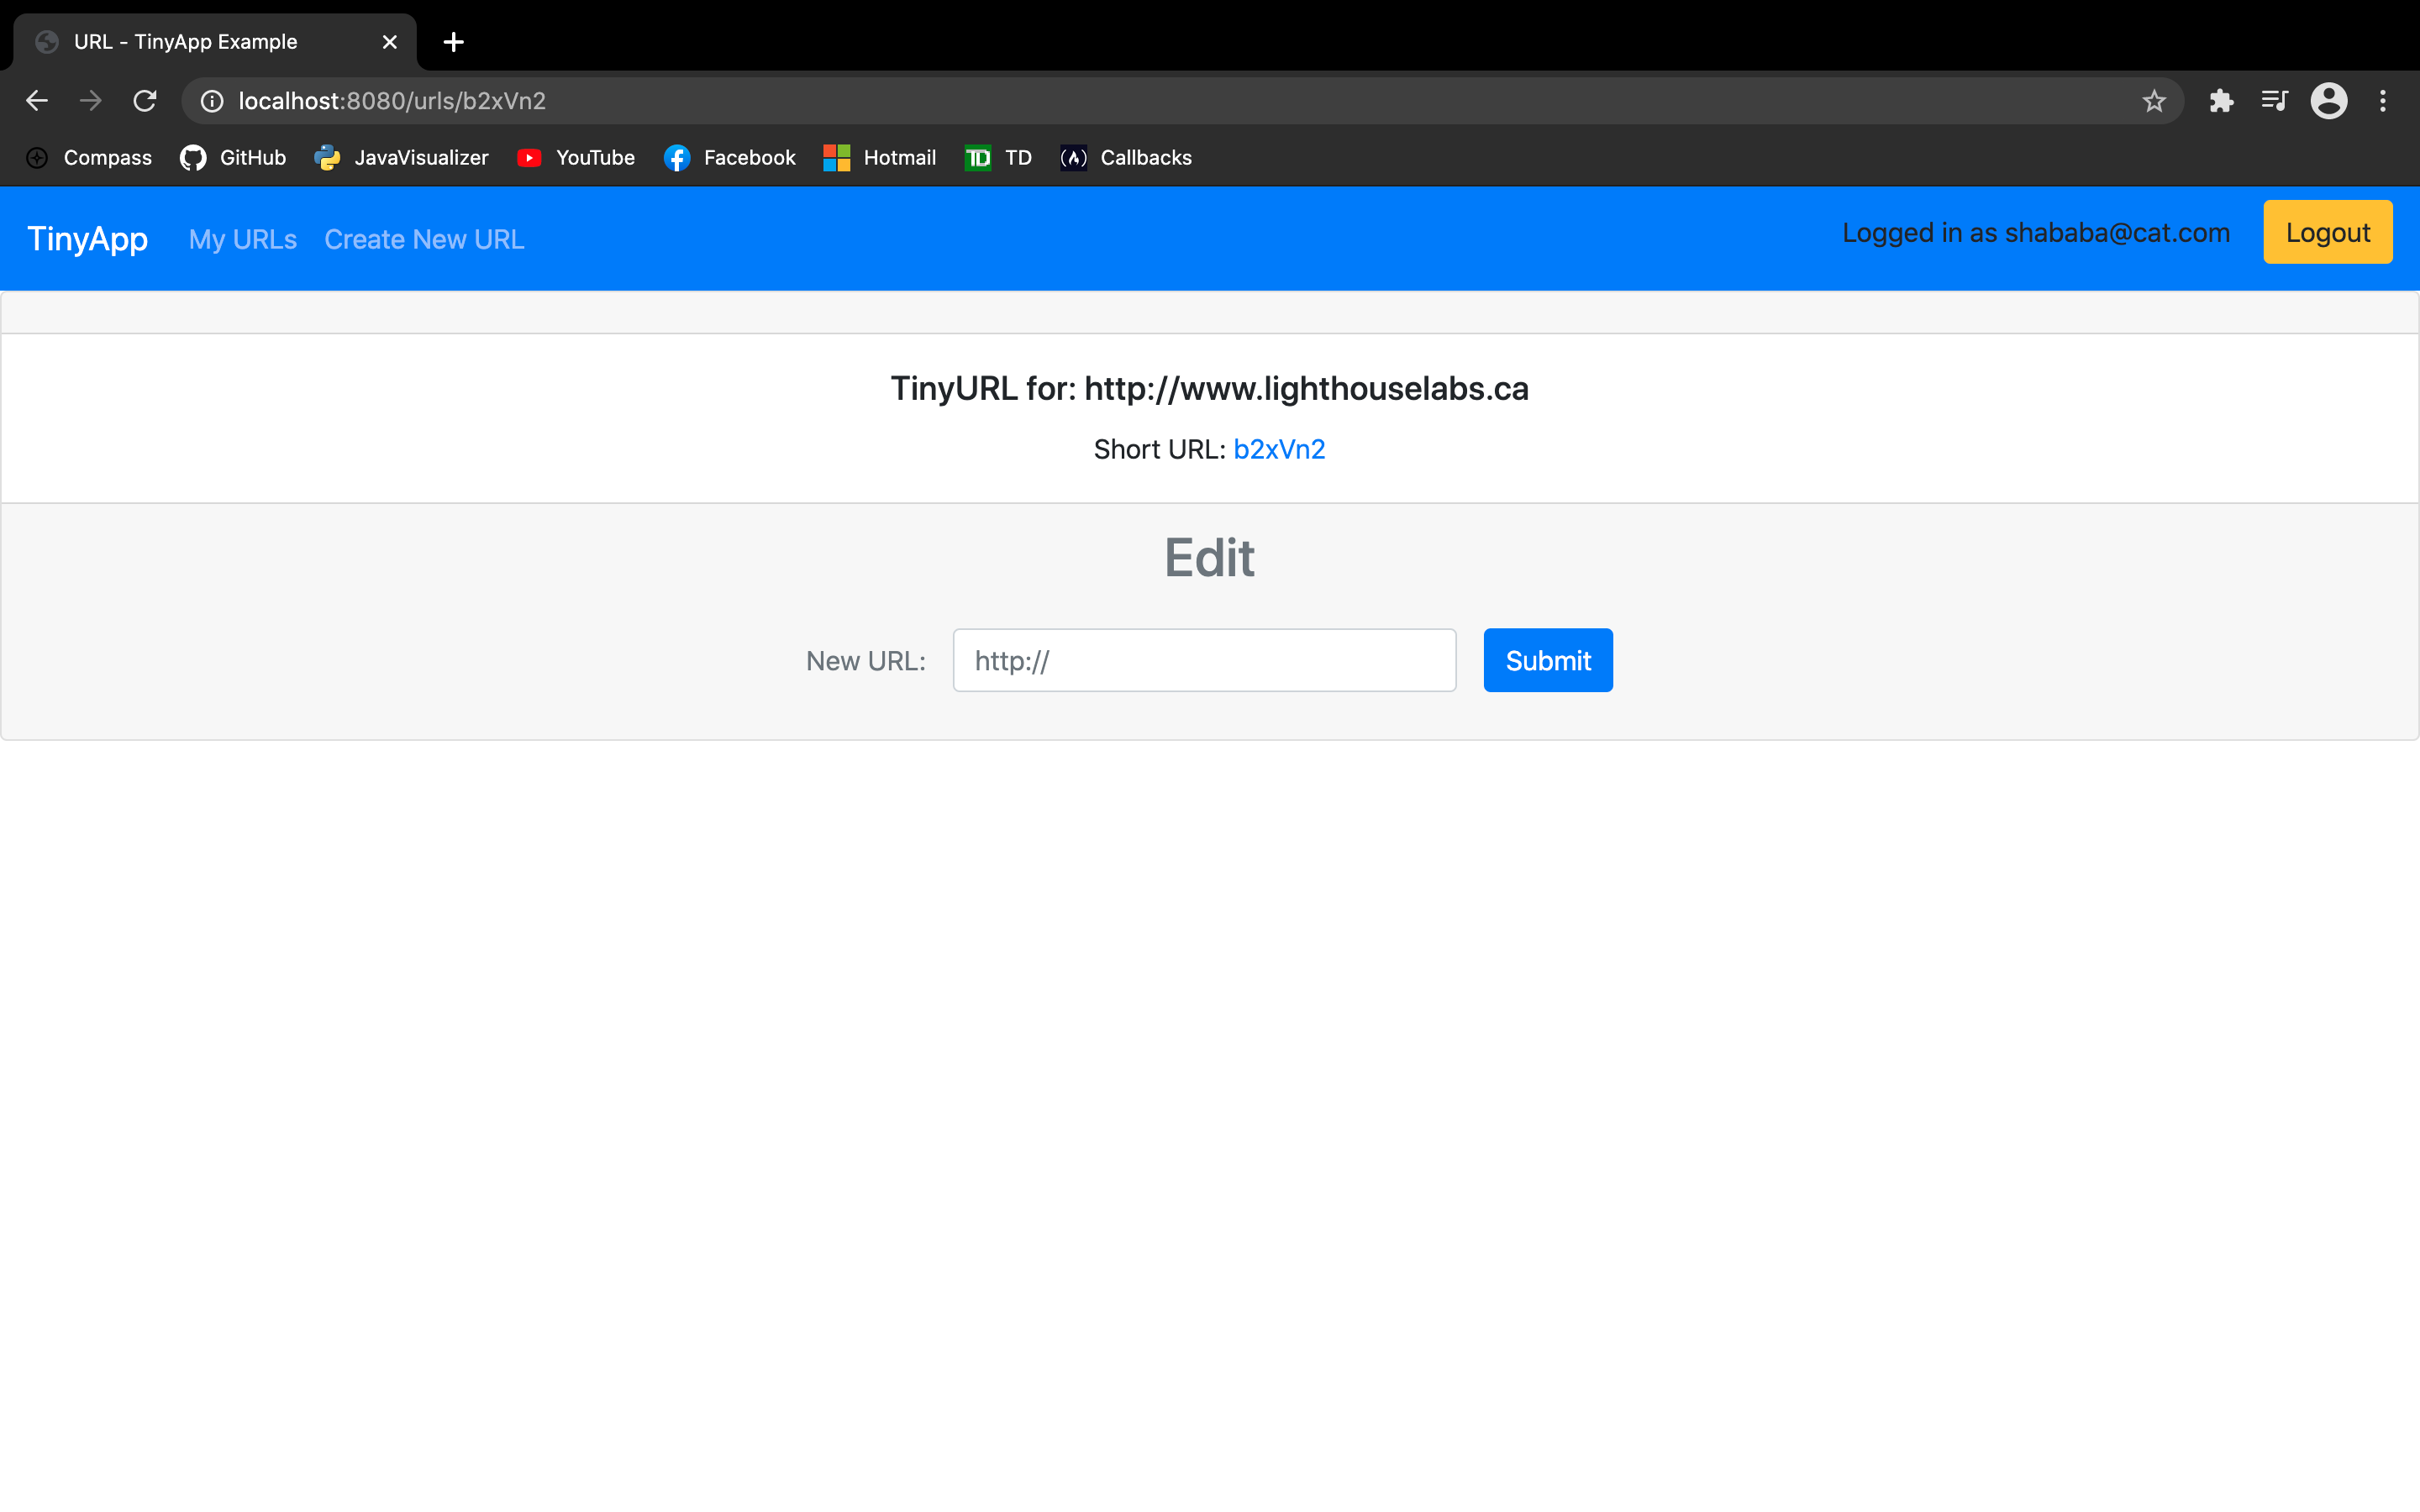 URL - TinyApp Example
localhost:8080/urls/b2xVn2
Compass GitHub JavaVisualizer YouTube Facebook Hotmail TD TD Callbacks
TinyApp My URLs Create New URL Logged in as shababa@cat.com Logout
TinyURL for: http://www.lighthouselabs.ca
Short URL: b2xVn2
Edit
New URL: http:// Submit